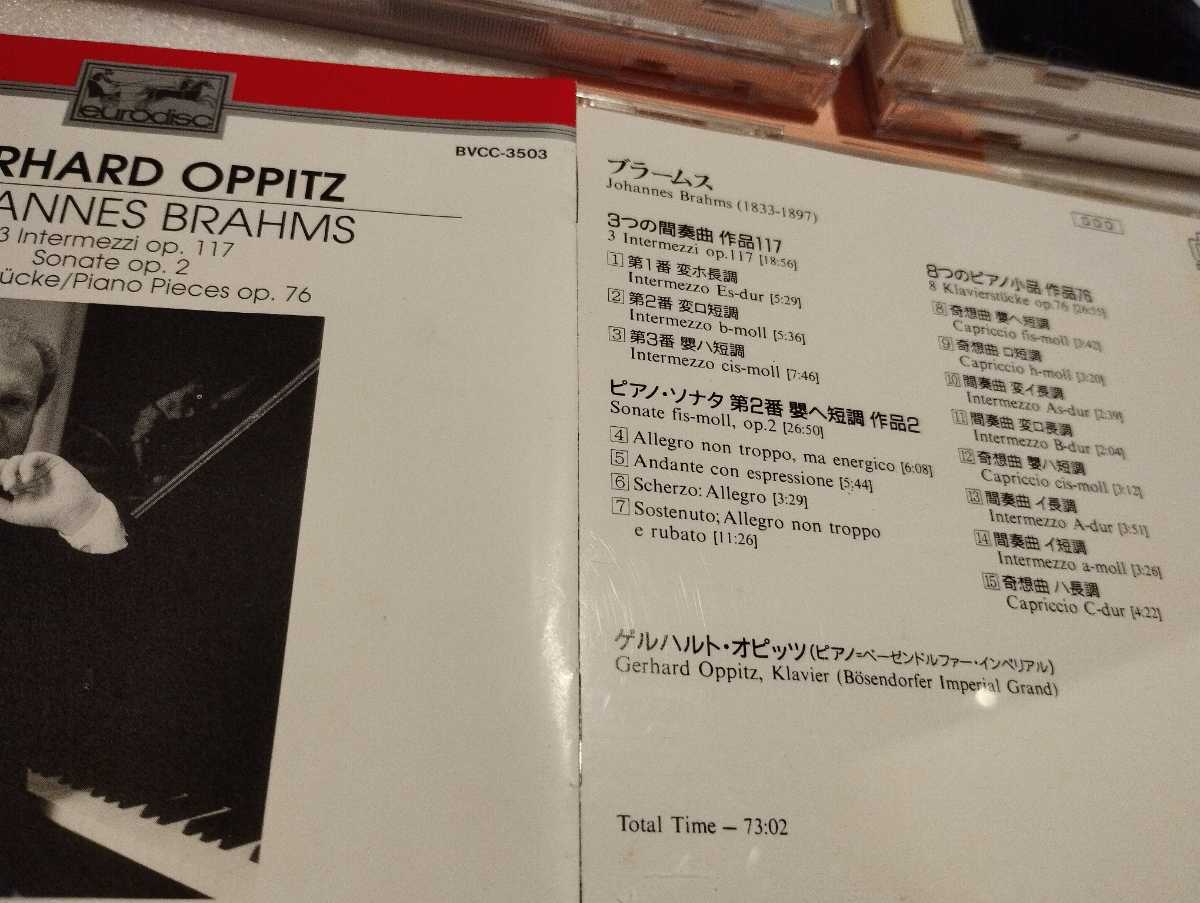 eurodisc
BVCC-3503
RHARD OPPITZ
ANNES BRAHMS
3 Intermezzi op. 117
Sonate op. 2
ücke/Piano Pieces op. 76
ブラームス
Johannes Brahms (1833-1897)
3つの間奏曲 作品117
3 Intermezzi op.117 [18:56]
1 第1番 変ホ長調
Intermezzo Es-dur [5:29]
2 第2番 変ロ短調
Intermezzo b-moll [5:36]
3 第3番 嬰ハ短調
Intermezzo cis-moll [7:46]
ピアノ・ソナタ 第2番 嬰ヘ短調 作品2
Sonate fis-moll, op.2 [26:50]
4 Allegro non troppo, ma energico [6:08]
5 Andante con espressione [5:44]
6 Scherzo: Allegro [3:29]
7 Sostenuto; Allegro non troppo
e rubato [11:26]
DDD
8つのピアノ小品 作品76
8 Klavierstücke op.76 [26:55]
8 奇想曲 嬰ヘ短調
Capriccio fis-moll [3:42]
9 奇想曲 ロ短調
Capriccio h-moll [3:20]
10 間奏曲 変イ長調
Intermezzo As-dur [2:39]
11 間奏曲 変ロ長調
Intermezzo B-dur [2:04]
12 奇想曲 嬰ハ短調
Capriccio cis-moll [3:12]
13 間奏曲 イ長調
Intermezzo A-dur [3:51]
14 間奏曲 イ短調
Intermezzo a-moll [3:26]
15 奇想曲 ハ長調
Capriccio C-dur [4:22]
ゲルハルト・オピッツ(ピアノ=ベーゼンドルファー・インペリアル)
Gerhard Oppitz, Klavier (Bösendorfer Imperial Grand)
Total Time – 73:02